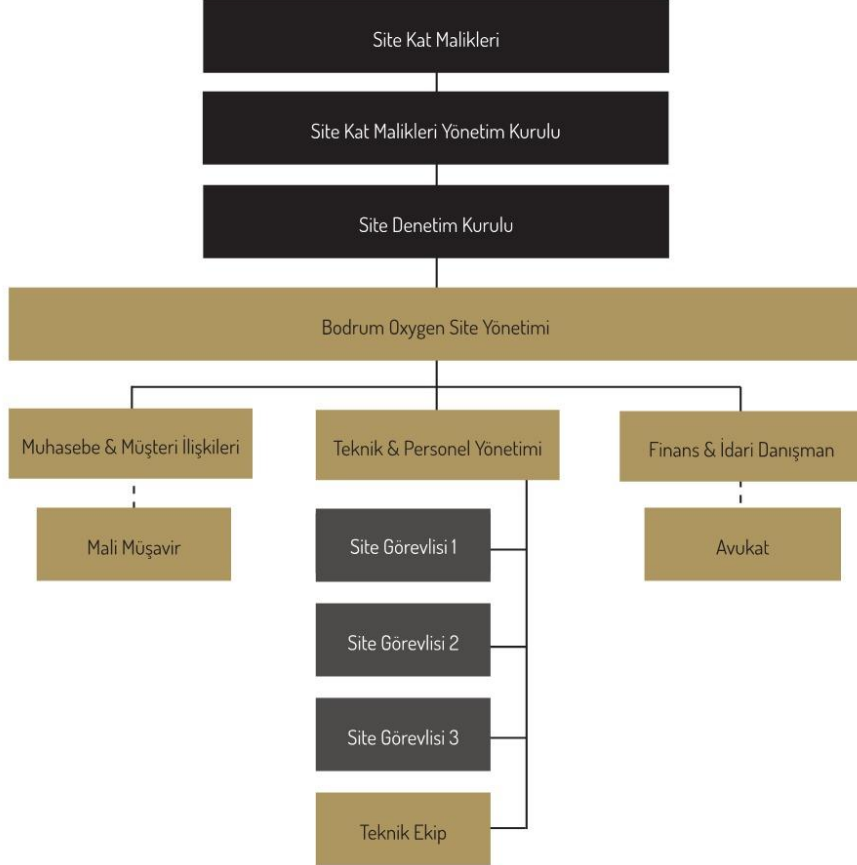 Site Kat Malikleri
Site Kat Malikleri Yönetim Kurulu
Site Denetim Kurulu
Bodrum Oxygen Site Yönetimi
Muhasebe & Müşteri İlişkileri
Teknik & Personel Yönetimi
Finans & İdari Danışman
Mali Müşavir
Site Görevlisi 1
Avukat
Site Görevlisi 2
Site Görevlisi 3
Teknik Ekip